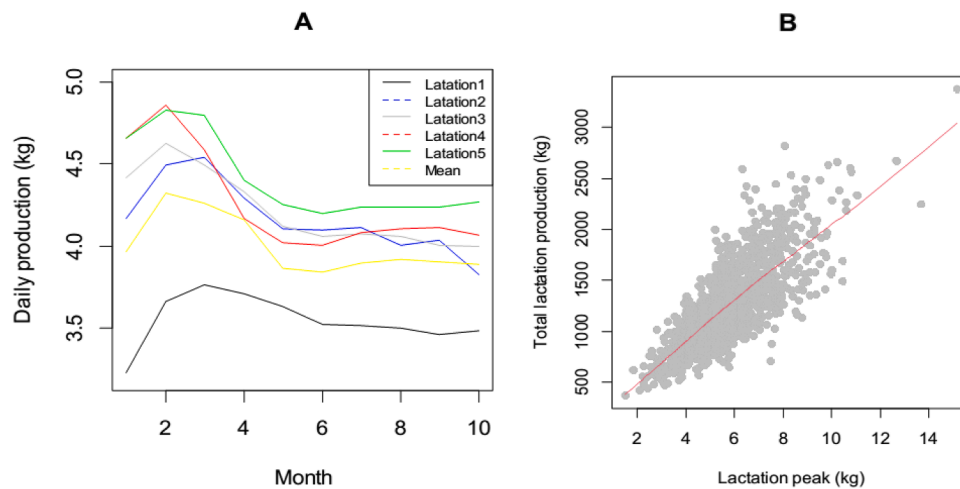 A
Daily production (kg)
5.0
4.5
4.0
3.5
2
4
6
8
10
Month
Latation1
Latation2
Latation3
Latation4
Latation5
Mean
B
Total lactation production (kg)
3000
2500
2000
1500
1000
500
2
4
6
8
10
12
14
Lactation peak (kg)